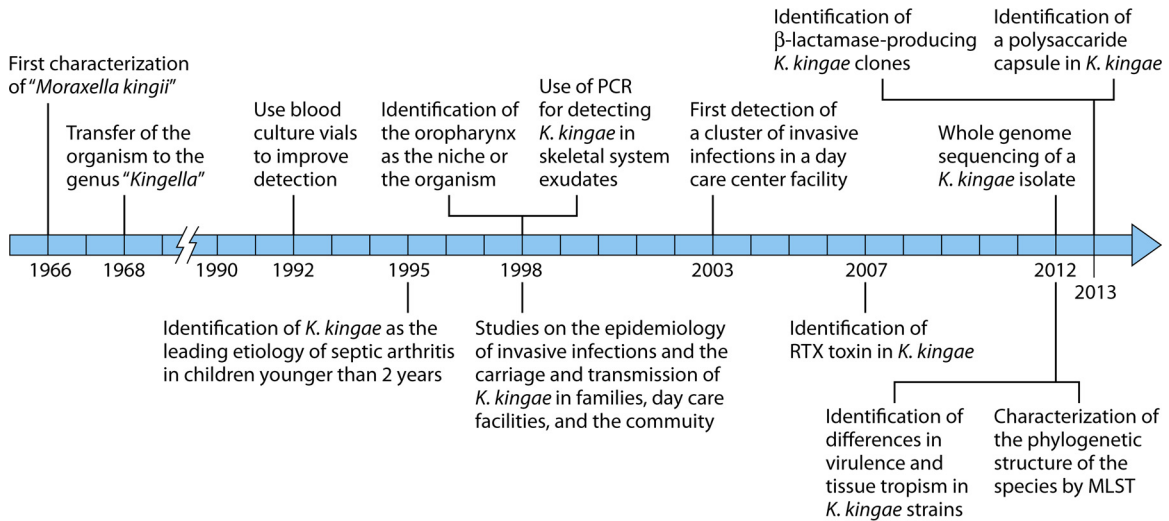 Identification of
β-lactamase-producing
K. kingae clones
Identification of
a polysaccaride
capsule in K. kingae
First characterization
of “Moraxella kingii”
Transfer of the
organism to the
genus “Kingella”
Use blood
culture vials
to improve
detection
Identification of
the oropharynx
as the niche or
the organism
Use of PCR
for detecting
K. kingae in
skeletal system
exudates
First detection of
a cluster of invasive
infections in a day
care center facility
Whole genome
sequencing of a
K. kingae isolate
1966 1968 1990 1992 1995 1998 2003 2007 2012
2013
Identification of K. kingae as the
leading etiology of septic arthritis
in children younger than 2 years
Studies on the epidemiology
of invasive infections and the
carriage and transmission of
K. kingae in families, day care
facilities, and the commuity
Identification of
RTX toxin in K. kingae
Identification of
differences in
virulence and
tissue tropism in
K. kingae strains
Characterization of
the phylogenetic
structure of the
species by MLST